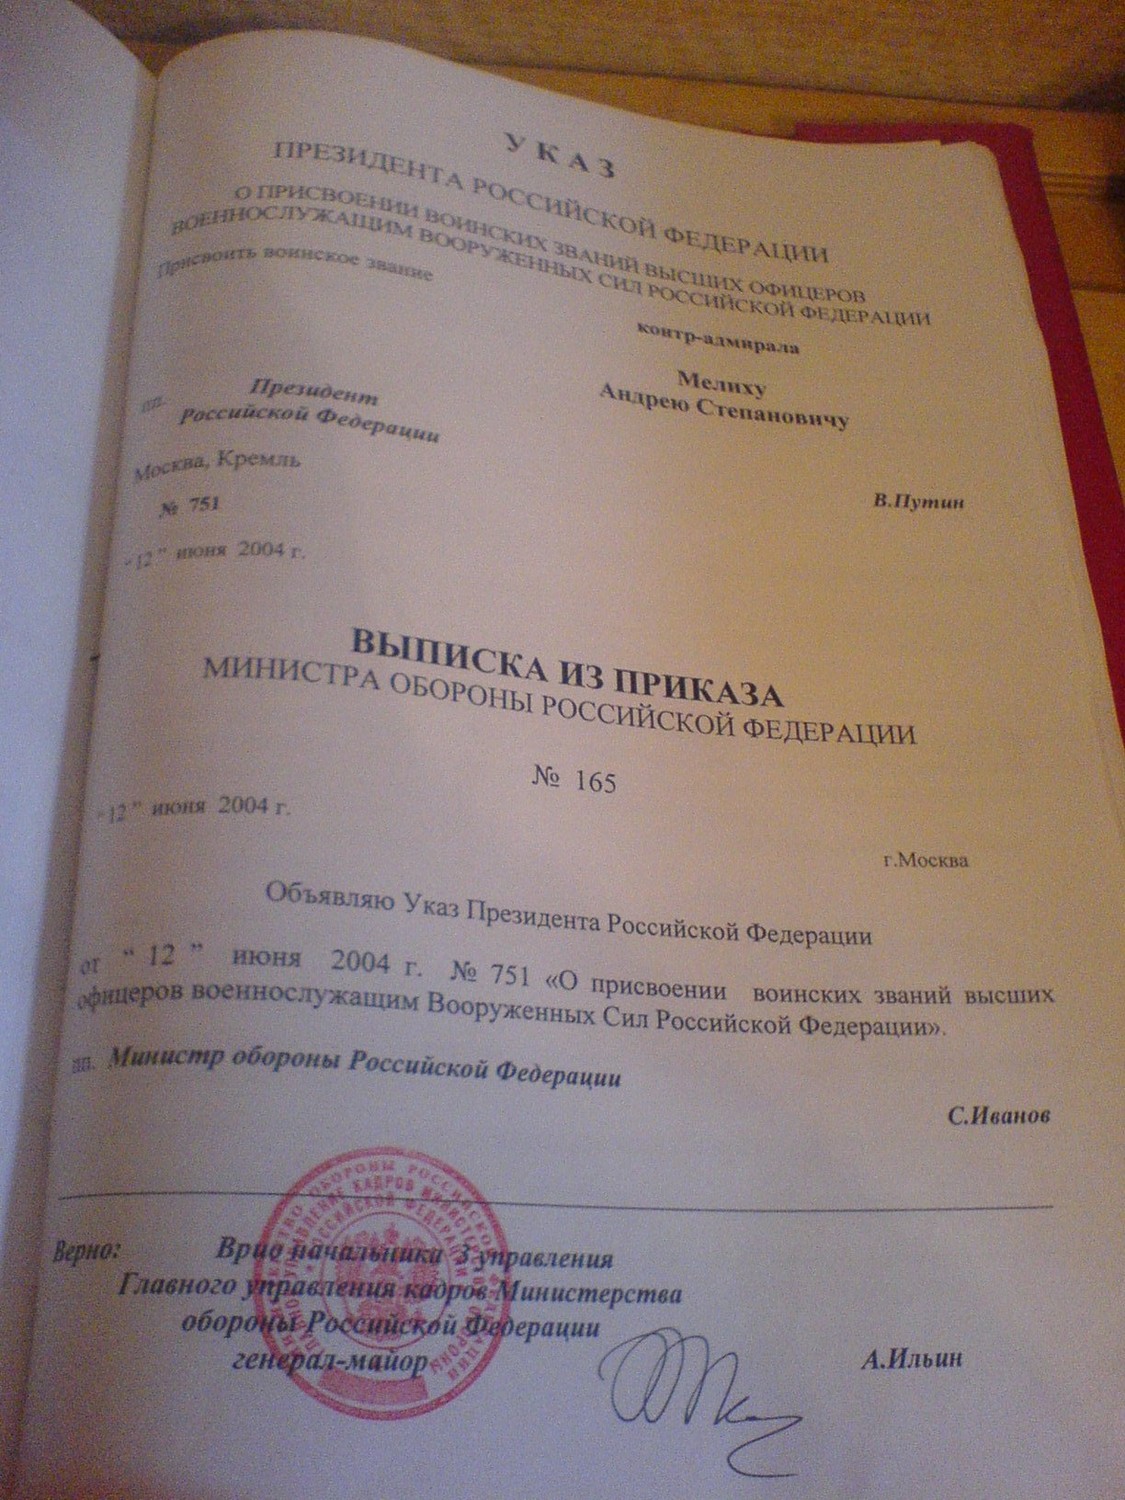 УКАЗ
ПРЕЗИДЕНТА РОССИЙСКОЙ ФЕДЕРАЦИИ
О ПРИСВОЕНИИ ВОИНСКИХ ЗВАНИЙ ВЫСШИХ ОФИЦЕРОВ
ВОЕННОСЛУЖАЩИМ ВООРУЖЕННЫХ СИЛ РОССИЙСКОЙ ФЕДЕРАЦИИ
Присвоить воинское звание
контр-адмирала
Мелиху
Андрею Степановичу
пп. Президент
Российской Федерации
В.Путин
Москва, Кремль
№ 751
“12” июня 2004 г.
ВЫПИСКА ИЗ ПРИКАЗА
МИНИСТРА ОБОРОНЫ РОССИЙСКОЙ ФЕДЕРАЦИИ
№ 165
“12” июня 2004 г.
г.Москва
Объявляю Указ Президента Российской Федерации
от “ 12 ” июня 2004 г. № 751 «О присвоении воинских званий высших
офицеров военнослужащим Вооруженных Сил Российской Федерации».
пп. Министр обороны Российской Федерации
С.Иванов
Верно: Врио начальника 3 управления
Главного управления кадров Министерства
обороны Российской Федерации
генерал-майор
А.Ильин